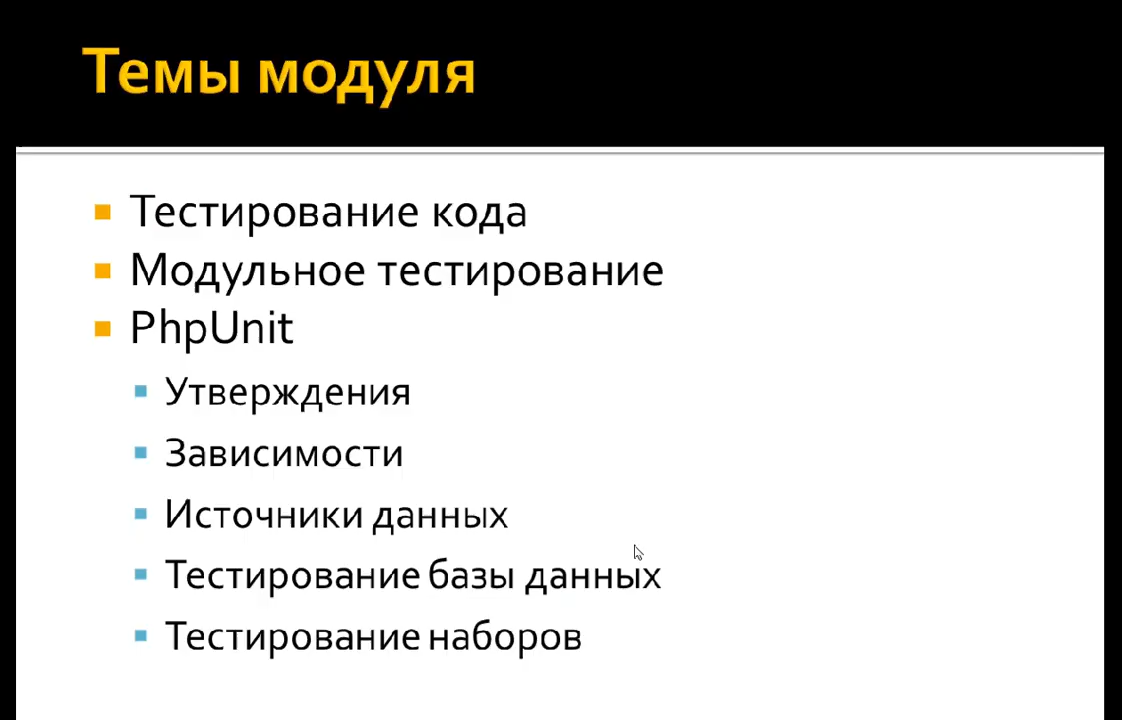 Темы модуля
Тестирование кода
Модульное тестирование
PhpUnit
Утверждения
Зависимости
Источники данных
Тестирование базы данных
Тестирование наборов